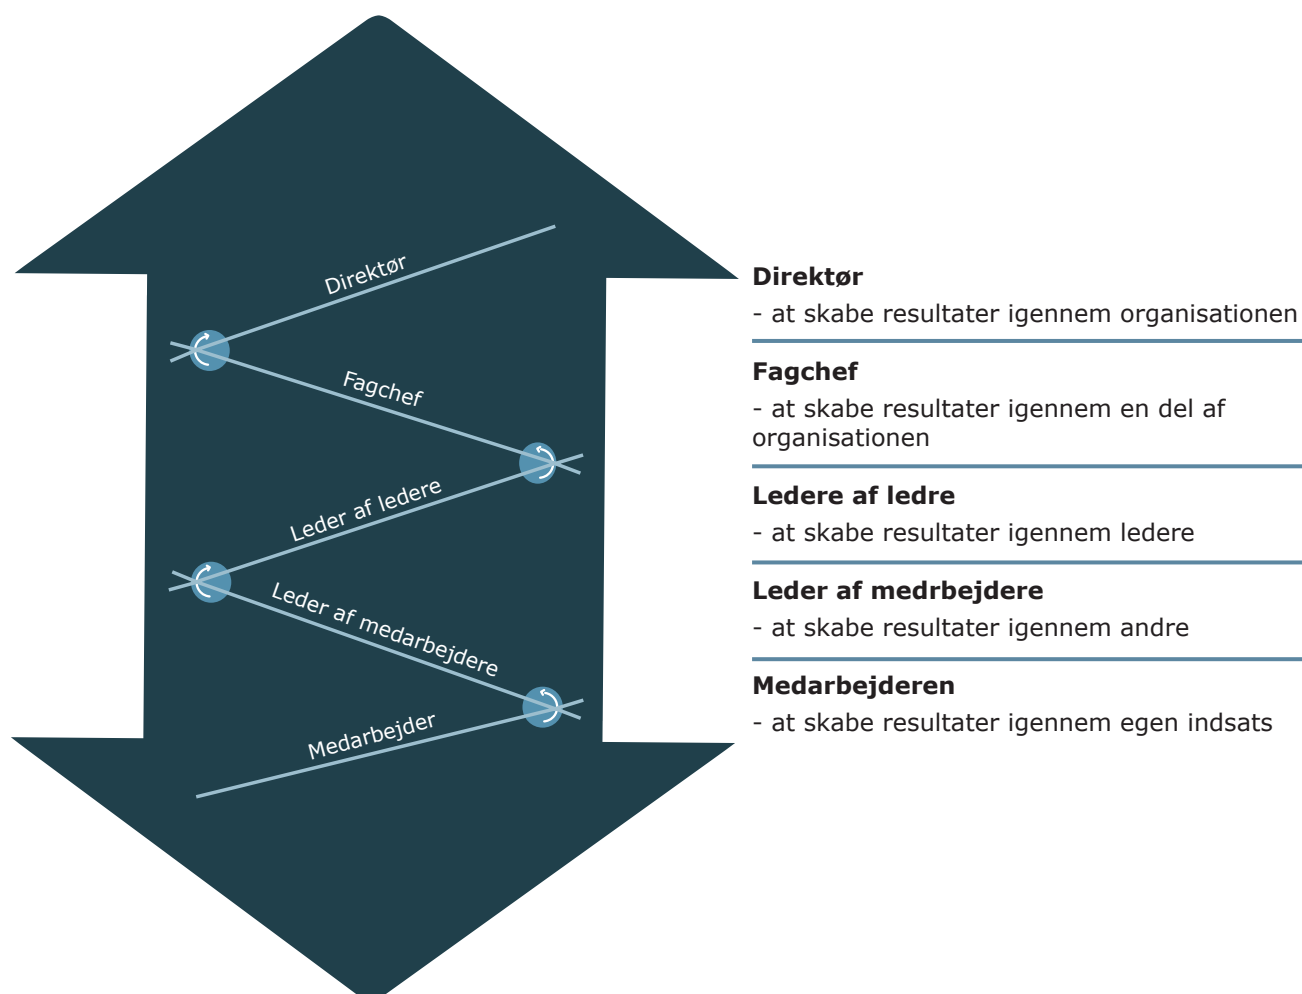 Direktør
Fagchef
Leder af ledere
Leder af medarbejdere
Medarbejder
Direktør
- at skabe resultater igennem organisationen
Fagchef
- at skabe resultater igennem en del af
organisationen
Ledere af ledre
- at skabe resultater igennem ledere
Leder af medrbejdere
- at skabe resultater igennem andre
Medarbejderen
- at skabe resultater igennem egen indsats